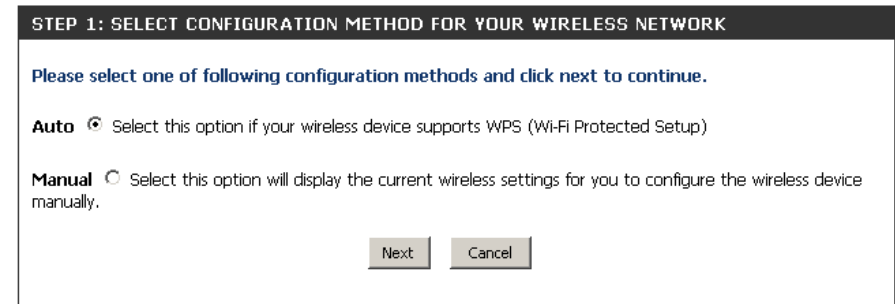 STEP 1: SELECT CONFIGURATION METHOD FOR YOUR WIRELESS NETWORK
Please select one of following configuration methods and click next to continue.
Auto Select this option if your wireless device supports WPS (Wi-Fi Protected Setup)
Manual Select this option will display the current wireless settings for you to configure the wireless device
manually.
Next Cancel